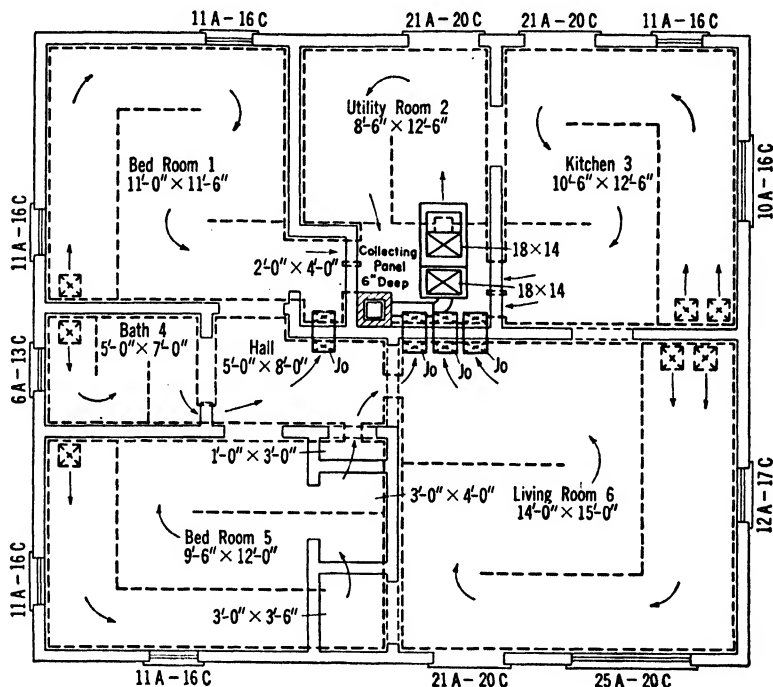 11 A – 16 C
21 A – 20 C
21 A – 20 C
11 A – 16 C
Utility Room 2
8'-6" × 12'-6"
Bed Room 1
11'-0" × 11'-6"
Kitchen 3
10'-6" × 12'-6"
10 A – 16 C
11 A – 16 C
2'-0" × 4'-0"
Collecting
Panel
6" Deep
18×14
18×14
Bath 4
5'-0" × 7'-0"
Hall
5'-0" × 8'-0"
Jo
Jo
Jo
Jo
6 A – 13 C
1'-0" × 3'-0"
3'-0" × 4'-0"
Living Room 6
14'-0" × 15'-0"
12 A – 17 C
Bed Room 5
9'-6" × 12'-0"
11 A – 16 C
3'-0" × 3'-6"
11 A – 16 C
21 A – 20 C
25 A – 20 C